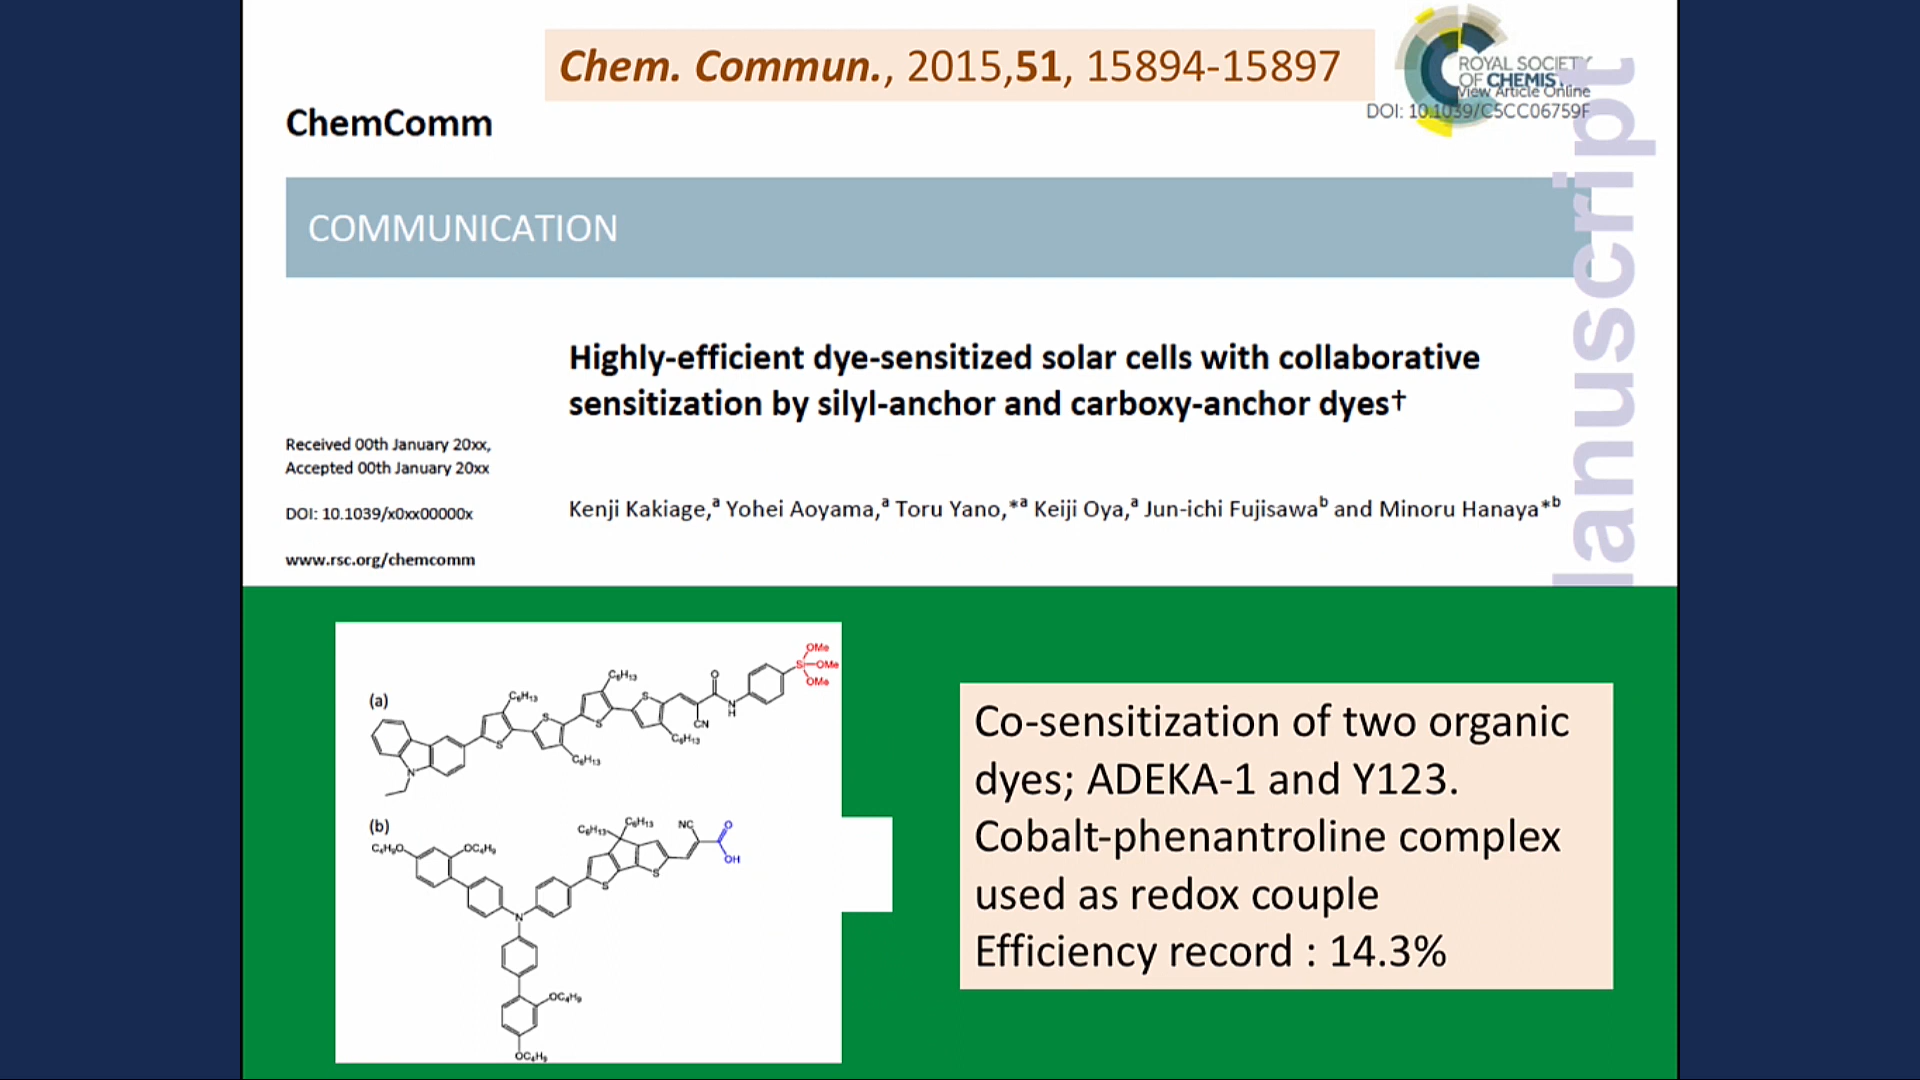 Chem. Commun., 2015,51, 15894-15897
ROYAL SOCIETY
OF CHEMIS
View Article Online
DOI: 10.1039/C5CC06759F
ChemComm
COMMUNICATION
lanuscript
Highly-efficient dye-sensitized solar cells with collaborative
sensitization by silyl-anchor and carboxy-anchor dyes†
Received 00th January 20xx,
Accepted 00th January 20xx
DOI: 10.1039/x0xx00000x
www.rsc.org/chemcomm
Kenji Kakiage,ª Yohei Aoyama,ª Toru Yano,*ª Keiji Oya,ª Jun-ichi Fujisawaᵇ and Minoru Hanaya*ᵇ
(a)
C₆H₁₃
C₆H₁₃
C₆H₁₃
C₆H₁₃
S
S
S
S
N
O
CN
N
H
Si
OMe
OMe
OMe
(b)
C₄H₉O
OC₄H₉
C₆H₁₃
C₆H₁₃
NC
O
OH
S
S
N
OC₄H₉
OC₄H₉
Co-sensitization of two organic
dyes; ADEKA-1 and Y123.
Cobalt-phenantroline complex
used as redox couple
Efficiency record : 14.3%